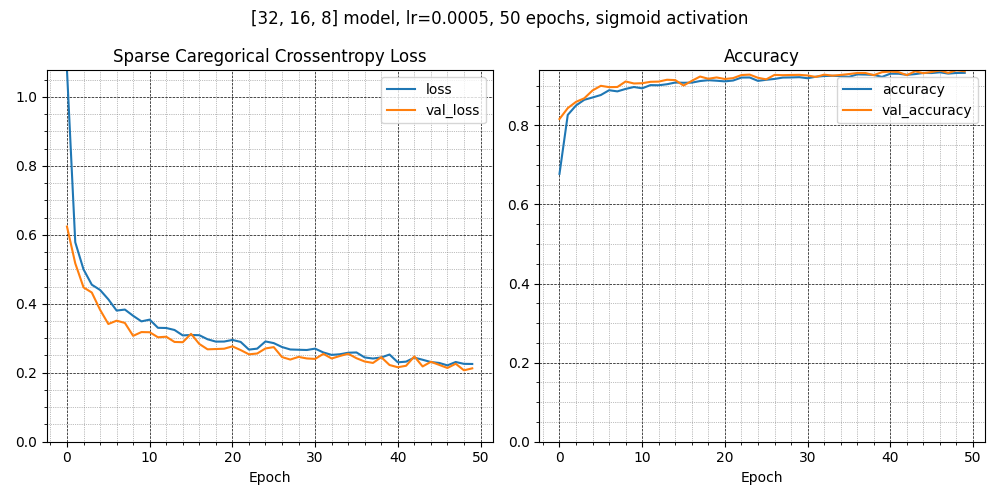 [32, 16, 8] model, lr=0.0005, 50 epochs, sigmoid activation
Sparse Caregorical Crossentropy Loss
1.0
0.8
0.6
0.4
0.2
0.0
0 10 20 30 40 50
Epoch
loss
val_loss
Accuracy
0.8
0.6
0.4
0.2
0.0
0 10 20 30 40 50
Epoch
accuracy
val_accuracy